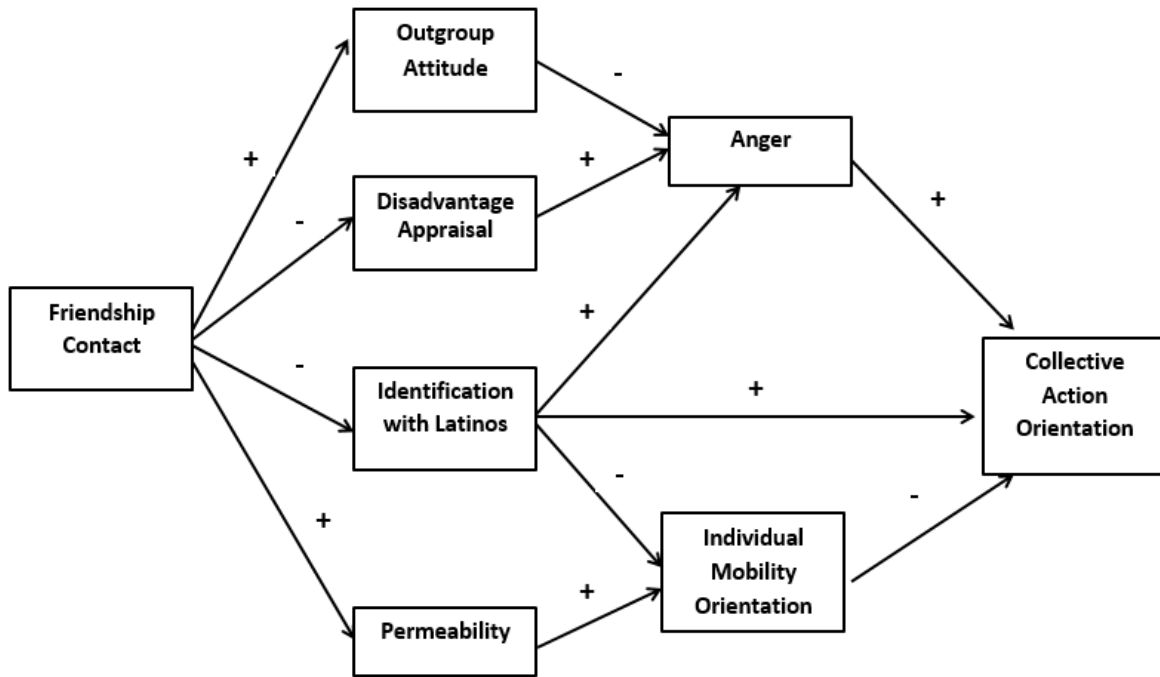 Outgroup
Attitude
-
Anger
+
+
Disadvantage
Appraisal
+
-
Friendship
Contact
+
-
Identification
with Latinos
+
Collective
Action
Orientation
-
-
+
Individual
Mobility
Orientation
+
Permeability